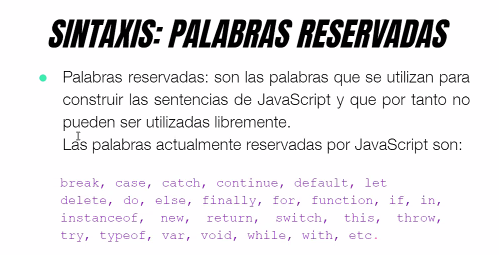 SINTAXIS: PALABRAS RESERVADAS
Palabras reservadas: son las palabras que se utilizan para
construir las sentencias de JavaScript y que por tanto no
pueden ser utilizadas libremente.
Las palabras actualmente reservadas por JavaScript son:
break, case, catch, continue, default, let
delete, do, else, finally, for, function, if, in,
instanceof, new, return, switch, this, throw,
try, typeof, var, void, while, with, etc.